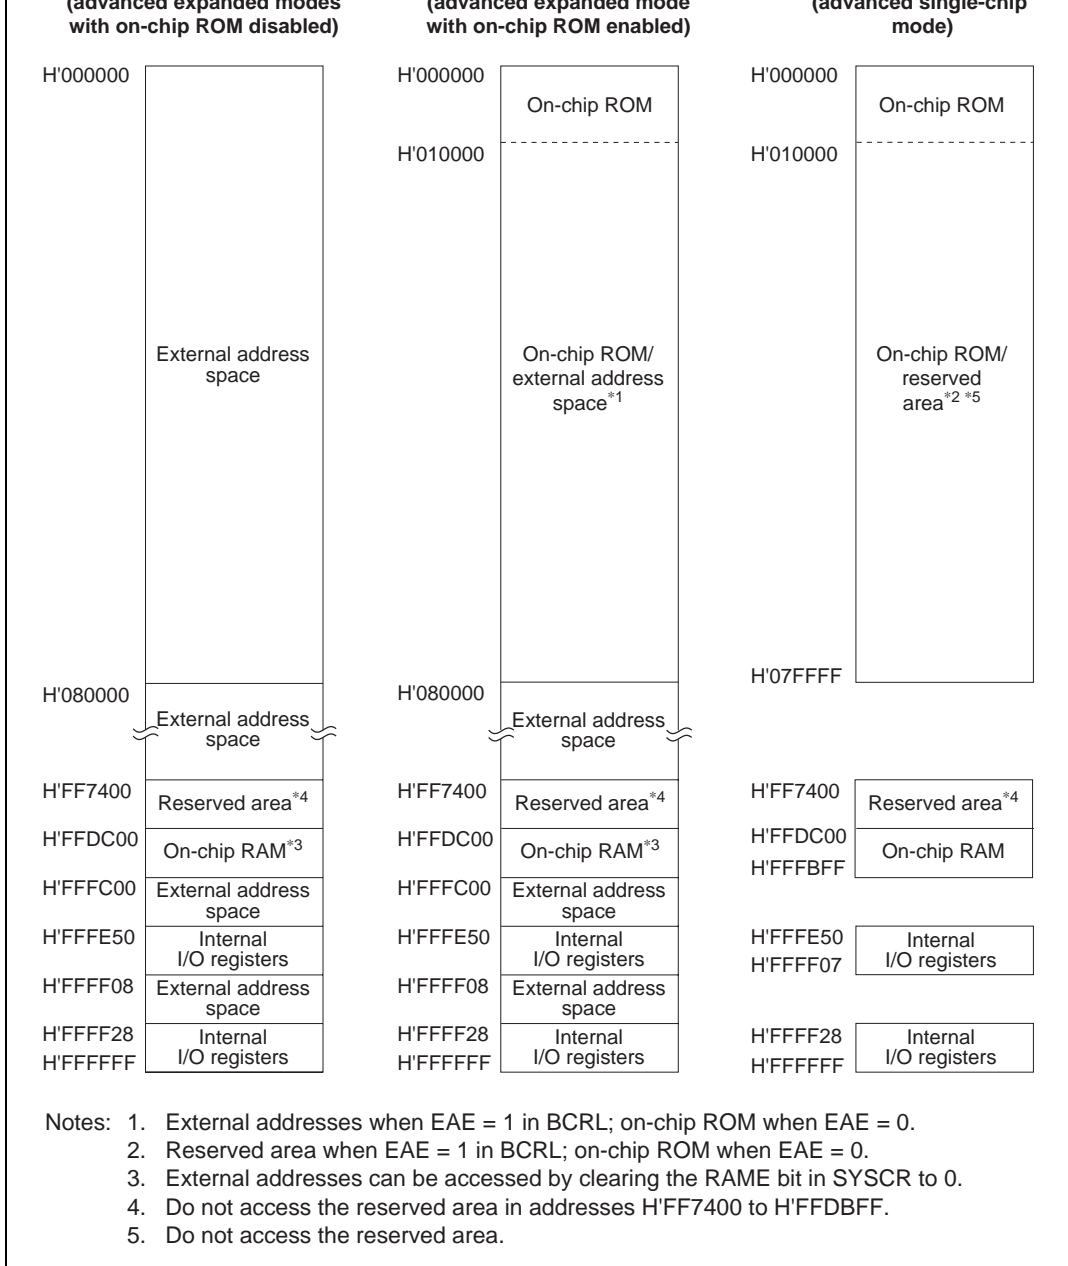 (advanced expanded modes
with on-chip ROM disabled)
H'000000
External address
space
H'080000
External address
space
H'FF7400
Reserved area*4
H'FFDC00
On-chip RAM*3
H'FFFC00
External address
space
H'FFFE50
Internal
I/O registers
H'FFFF08
External address
space
H'FFFF28
Internal
I/O registers
H'FFFFFF
(advanced expanded mode
with on-chip ROM enabled)
H'000000
On-chip ROM
H'010000
On-chip ROM/
external address
space*1
H'080000
External address
space
H'FF7400
Reserved area*4
H'FFDC00
On-chip RAM*3
H'FFFC00
External address
space
H'FFFE50
Internal
I/O registers
H'FFFF08
External address
space
H'FFFF28
Internal
I/O registers
H'FFFFFF
(advanced single-chip
mode)
H'000000
On-chip ROM
H'010000
On-chip ROM/
reserved
area*2 *5
H'07FFFF
H'FF7400
Reserved area*4
H'FFDC00
On-chip RAM
H'FFFBFF
H'FFFE50
Internal
I/O registers
H'FFFF07
H'FFFF28
Internal
I/O registers
H'FFFFFF
Notes: 1. External addresses when EAE = 1 in BCRL; on-chip ROM when EAE = 0.
2. Reserved area when EAE = 1 in BCRL; on-chip ROM when EAE = 0.
3. External addresses can be accessed by clearing the RAME bit in SYSCR to 0.
4. Do not access the reserved area in addresses H'FF7400 to H'FFDBFF.
5. Do not access the reserved area.